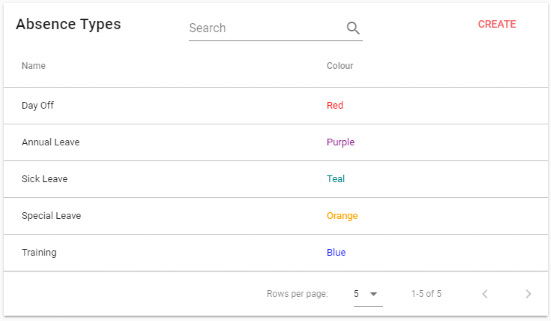 Absence Types
Search
CREATE
Name Colour
Day Off Red
Annual Leave Purple
Sick Leave Teal
Special Leave Orange
Training Blue
Rows per page: 5 1-5 of 5